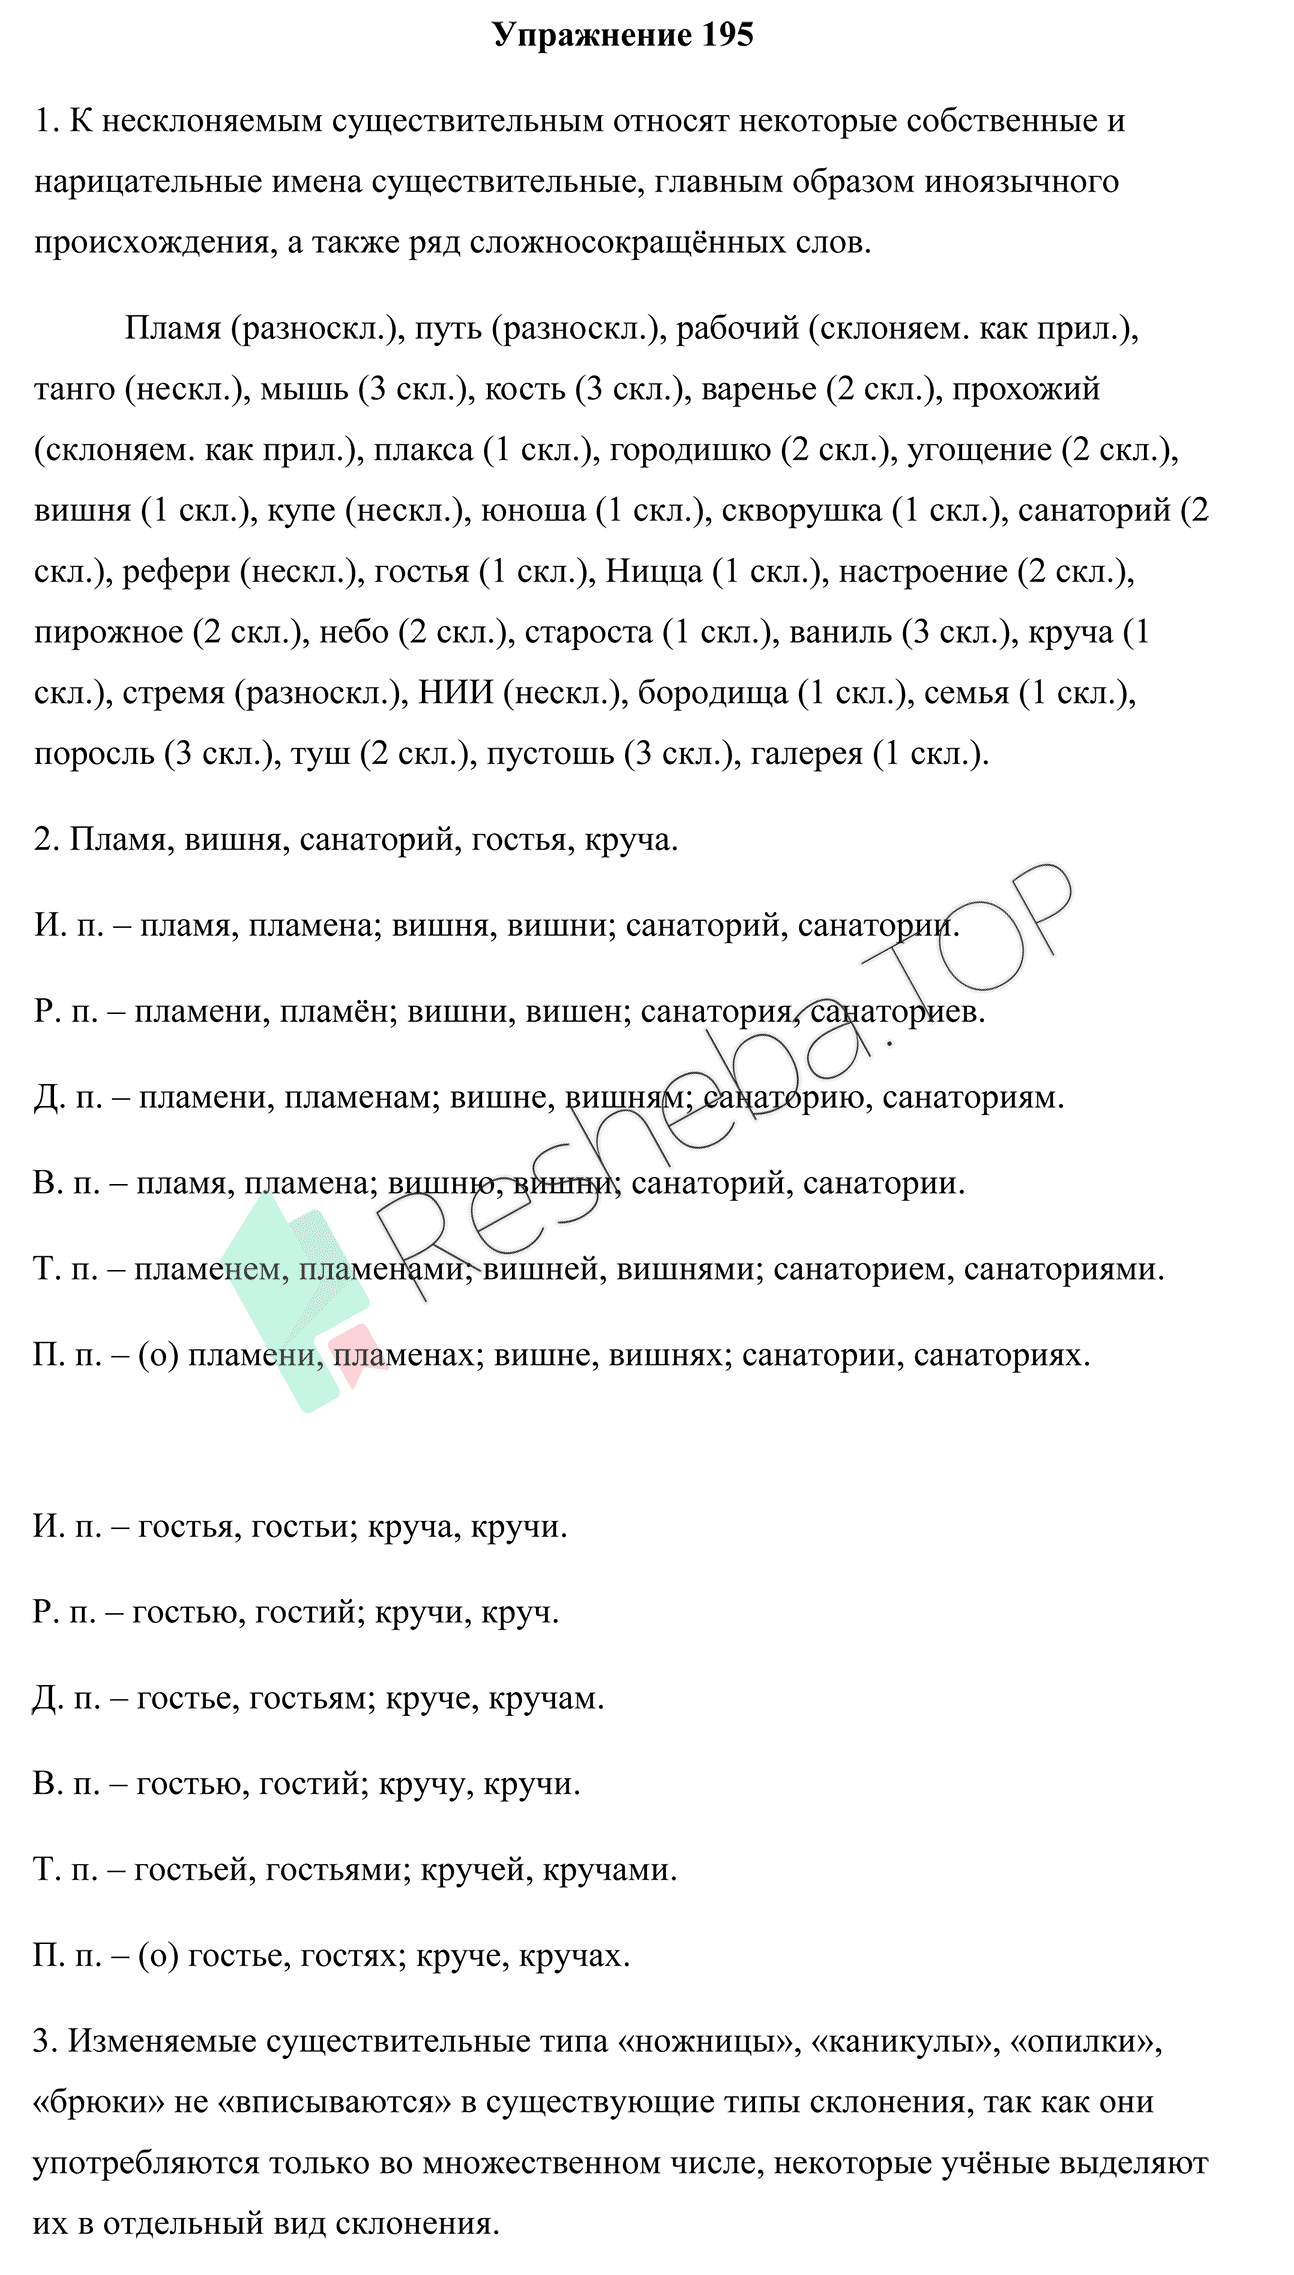 Упражнение 195
1. К несклоняемым существительным относят некоторые собственные и
нарицательные имена существительные, главным образом иноязычного
происхождения, а также ряд сложносокращённых слов.
Пламя (разноскл.), путь (разноскл.), рабочий (склоняем. как прил.),
танго (нескл.), мышь (3 скл.), кость (3 скл.), варенье (2 скл.), прохожий
(склоняем. как прил.), плакса (1 скл.), городишко (2 скл.), угощение (2 скл.),
вишня (1 скл.), купе (нескл.), юноша (1 скл.), скворушка (1 скл.), санаторий (2
скл.), рефери (нескл.), гостья (1 скл.), Ницца (1 скл.), настроение (2 скл.),
пирожное (2 скл.), небо (2 скл.), староста (1 скл.), ваниль (3 скл.), круча (1
скл.), стремя (разноскл.), НИИ (нескл.), бородища (1 скл.), семья (1 скл.),
поросль (3 скл.), туш (2 скл.), пустошь (3 скл.), галерея (1 скл.).
2. Пламя, вишня, санаторий, гостья, круча.
И. п. – пламя, пламена; вишня, вишни; санаторий, санатории.
Р. п. – пламени, пламён; вишни, вишен; санатория, санаториев.
Д. п. – пламени, пламенам; вишне, вишням; санаторию, санаториям.
В. п. – пламя, пламена; вишню, вишни; санаторий, санатории.
Т. п. – пламенем, пламенами; вишней, вишнями; санаторием, санаториями.
П. п. – (о) пламени, пламенах; вишне, вишнях; санатории, санаториях.
Resheba.TOP
И. п. – гостья, гостьи; круча, кручи.
Р. п. – гостью, гостий; кручи, круч.
Д. п. – гостье, гостьям; круче, кручам.
В. п. – гостью, гостий; кручу, кручи.
Т. п. – гостьей, гостьями; кручей, кручами.
П. п. – (о) гостье, гостях; круче, кручах.
3. Изменяемые существительные типа «ножницы», «каникулы», «опилки»,
«брюки» не «вписываются» в существующие типы склонения, так как они
употребляются только во множественном числе, некоторые учёные выделяют
их в отдельный вид склонения.